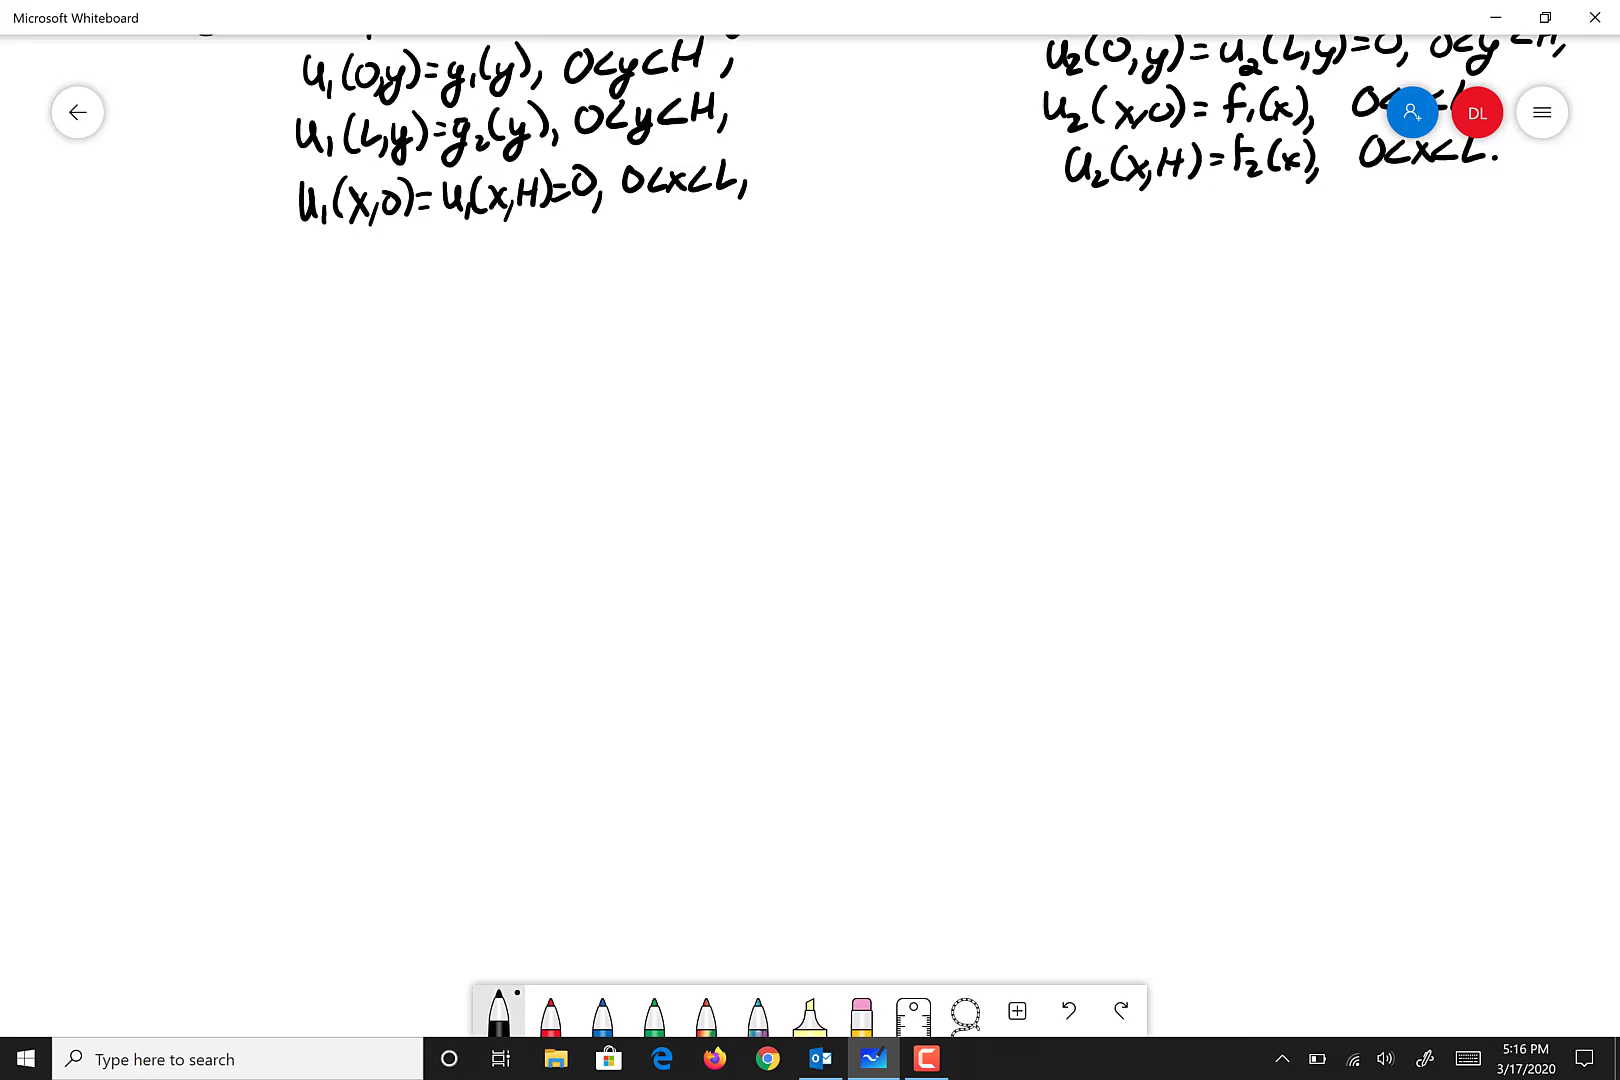 Microsoft Whiteboard
u₁(0,y)=g₁(y), 0<y<H,
u₁(L,y)=g₂(y), 0<y<H,
u₁(x,0)=u₁(x,H)=0, 0<x<L,
u₂(0,y)=u₂(L,y)=0, 0<y<H,
u₂(x,0)=f₁(x),
u₂(x,H)=f₂(x), 0<x<L.
DL
Type here to search
5:16 PM
3/17/2020